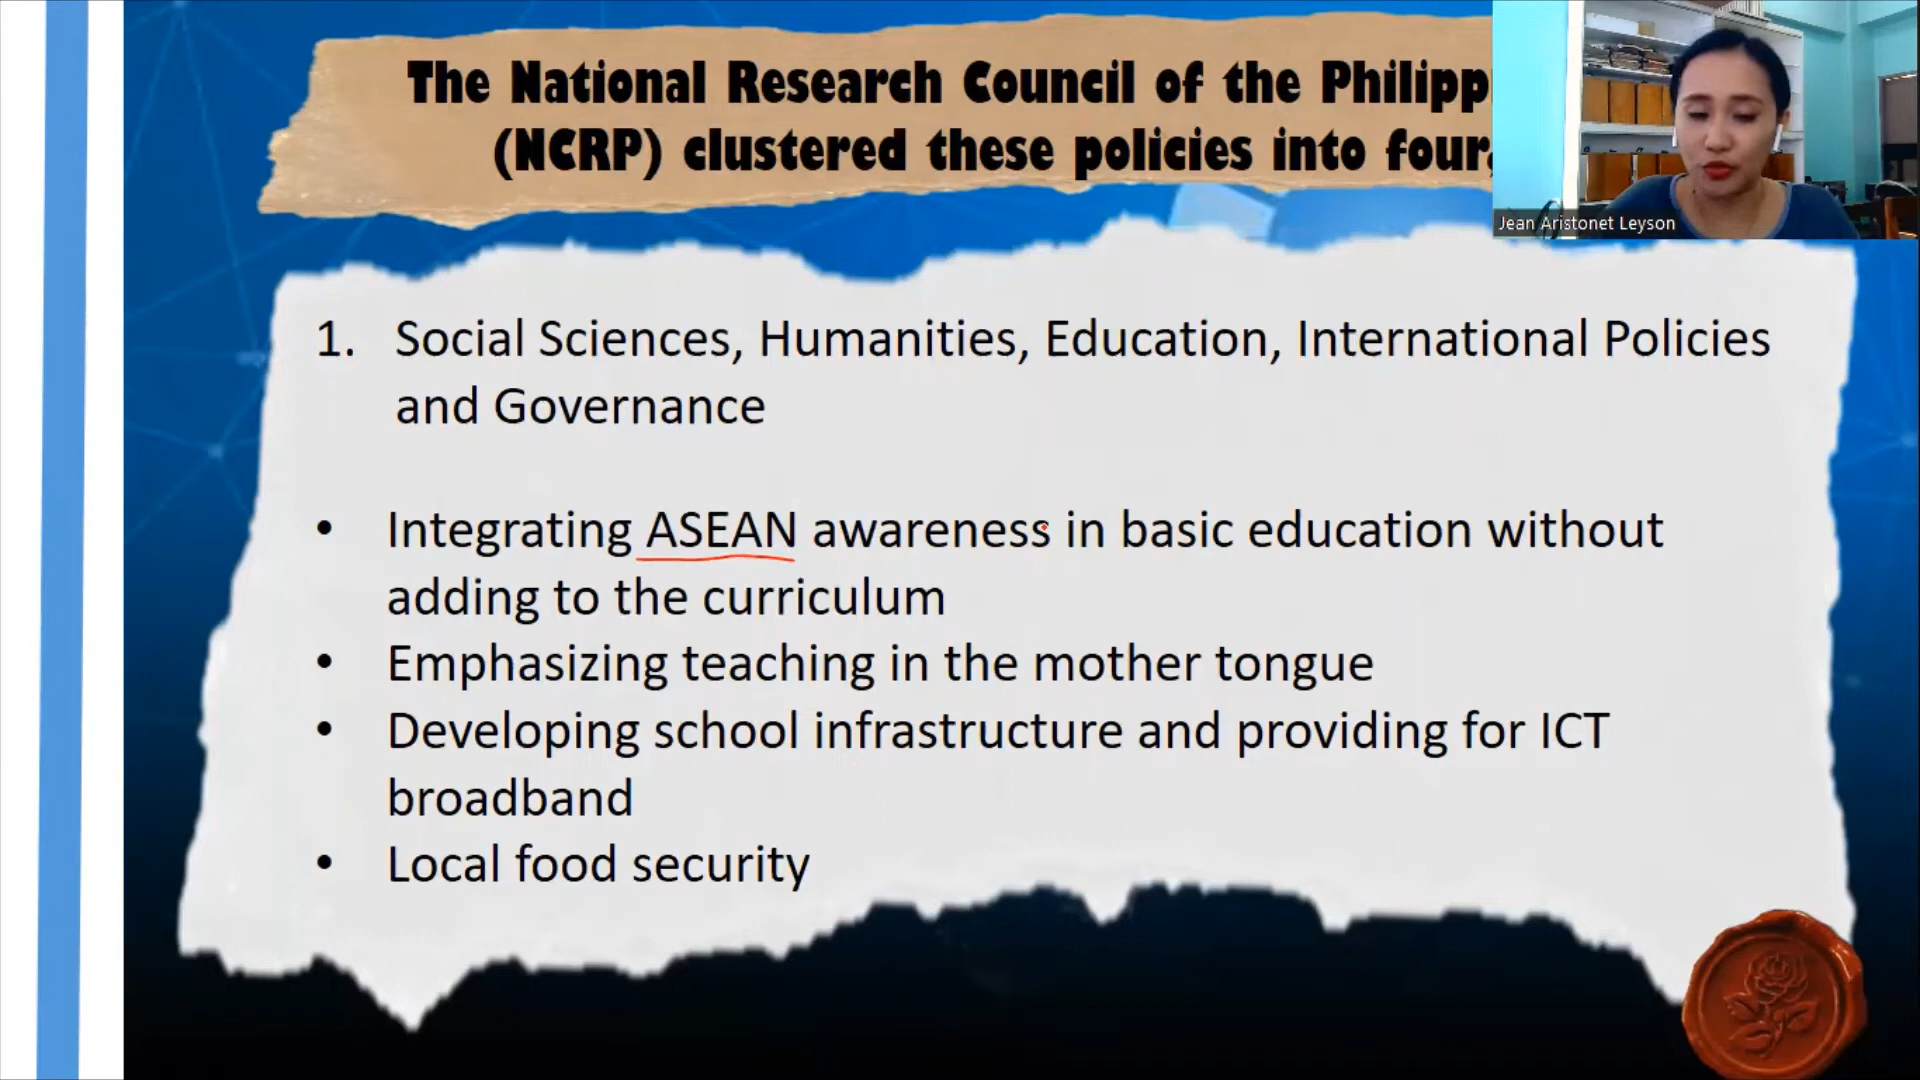 The National Research Council of the Philipp
(NCRP) clustered these policies into four,
Jean Aristonet Leyson
1. Social Sciences, Humanities, Education, International Policies
and Governance
• Integrating ASEAN awareness in basic education without
adding to the curriculum
• Emphasizing teaching in the mother tongue
• Developing school infrastructure and providing for ICT
broadband
• Local food security